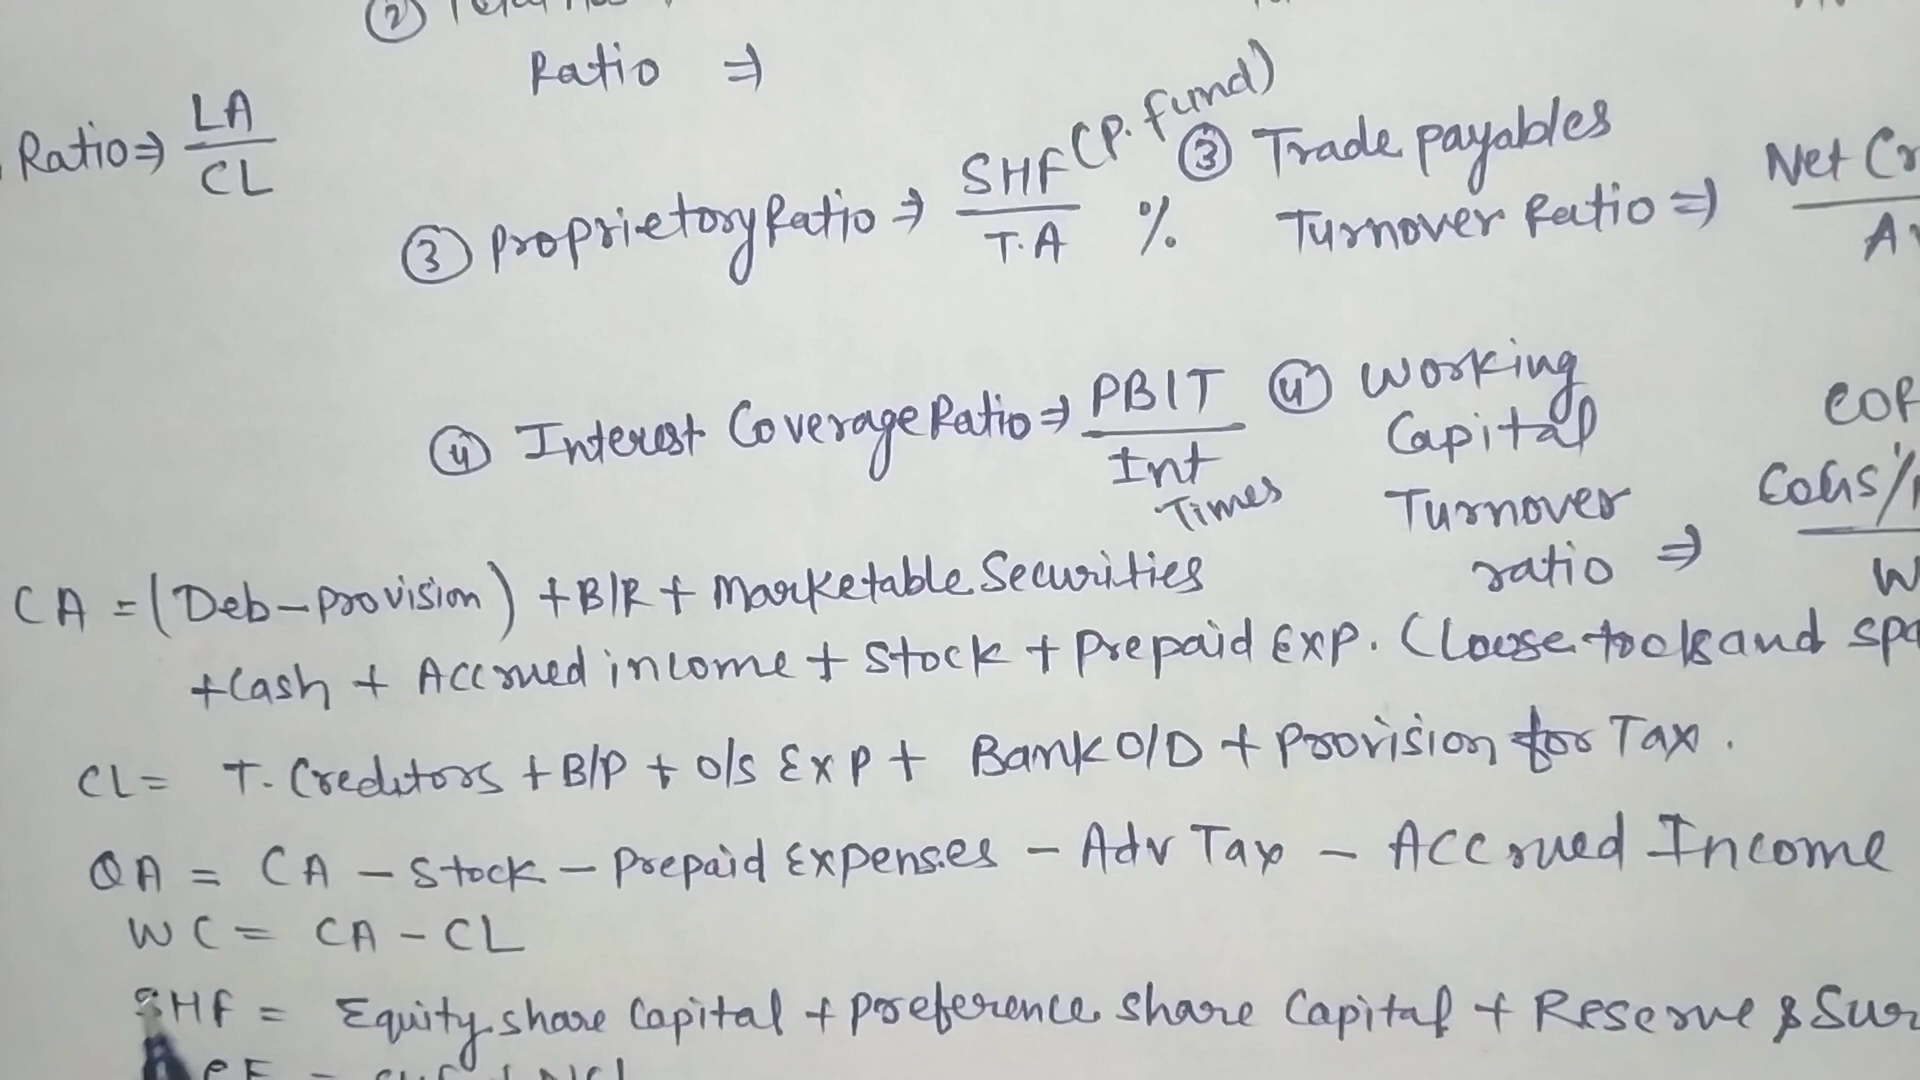 Ratio ⇒
Ratio ⇒ LA
CL
③ Proprietory Ratio ⇒ SHF (P. Fund)
T.A %
③ Trade payables
Turnover Ratio ⇒ Net
④ Interest Coverage Ratio ⇒ PBIT
Int
Times
④ Working
Capital
Turnover
ratio ⇒
COGS/
CA = (Deb - provision) + B/R + Marketable Securities
+ Cash + Accrued income + Stock + Prepaid Exp. (Loose tools and
CL = T. Creditors + B/P + O/S Exp + Bank O/D + Provision for Tax.
QA = CA - Stock - Prepaid Expenses - Adv Tax - Accrued Income
WC = CA - CL
SHF = Equity share Capital + Preference share Capital + Reserve &